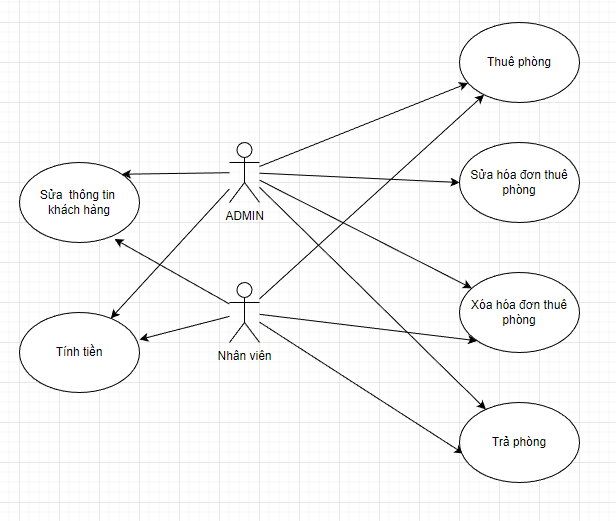 Thuê phòng
Sửa hóa đơn thuê
phòng
Sửa thông tin
khách hàng
ADMIN
Xóa hóa đơn thuê
phòng
Tính tiền
Nhân viên
Trả phòng